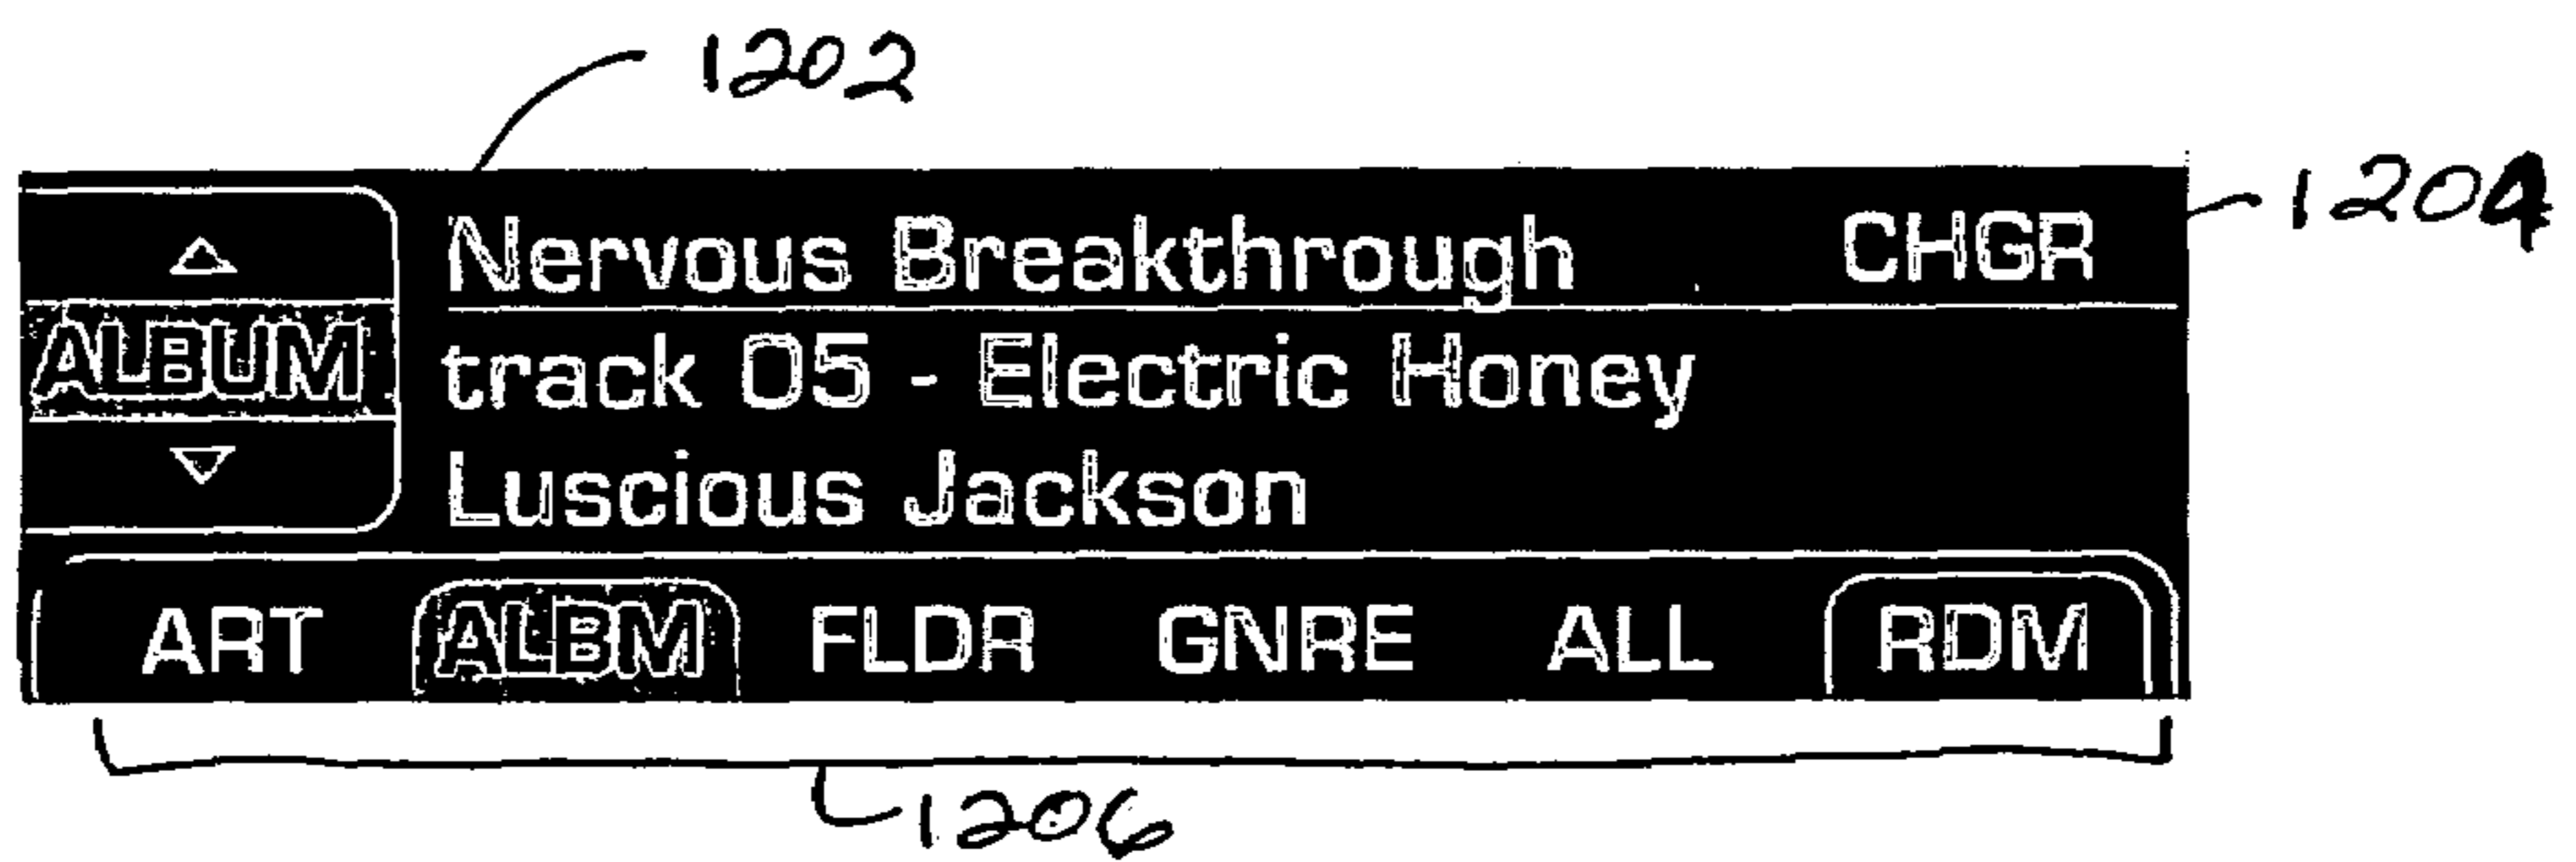 1202
1204
Nervous Breakthrough CHGR
ALBUM
track 05 - Electric Honey
Luscious Jackson
ART ALBM FLDR GNRE ALL RDM
1206